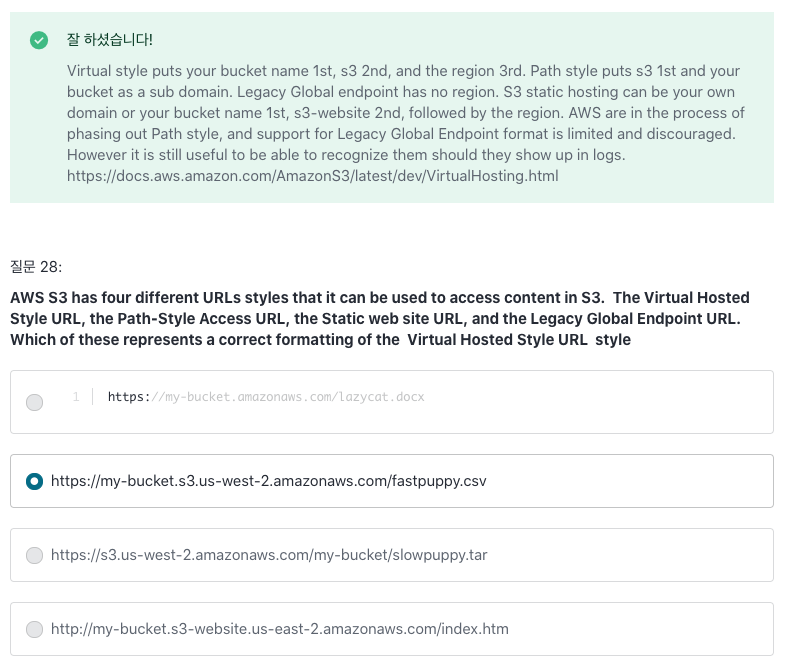 잘 하셨습니다!
Virtual style puts your bucket name 1st, s3 2nd, and the region 3rd. Path style puts s3 1st and your
bucket as a sub domain. Legacy Global endpoint has no region. S3 static hosting can be your own
domain or your bucket name 1st, s3-website 2nd, followed by the region. AWS are in the process of
phasing out Path style, and support for Legacy Global Endpoint format is limited and discouraged.
However it is still useful to be able to recognize them should they show up in logs.
https://docs.aws.amazon.com/AmazonS3/latest/dev/VirtualHosting.html
질문 28:
AWS S3 has four different URLs styles that it can be used to access content in S3. The Virtual Hosted
Style URL, the Path-Style Access URL, the Static web site URL, and the Legacy Global Endpoint URL.
Which of these represents a correct formatting of the Virtual Hosted Style URL style
1 https://my-bucket.amazonaws.com/lazycat.docx
https://my-bucket.s3.us-west-2.amazonaws.com/fastpuppy.csv
https://s3.us-west-2.amazonaws.com/my-bucket/slowpuppy.tar
http://my-bucket.s3-website.us-east-2.amazonaws.com/index.htm